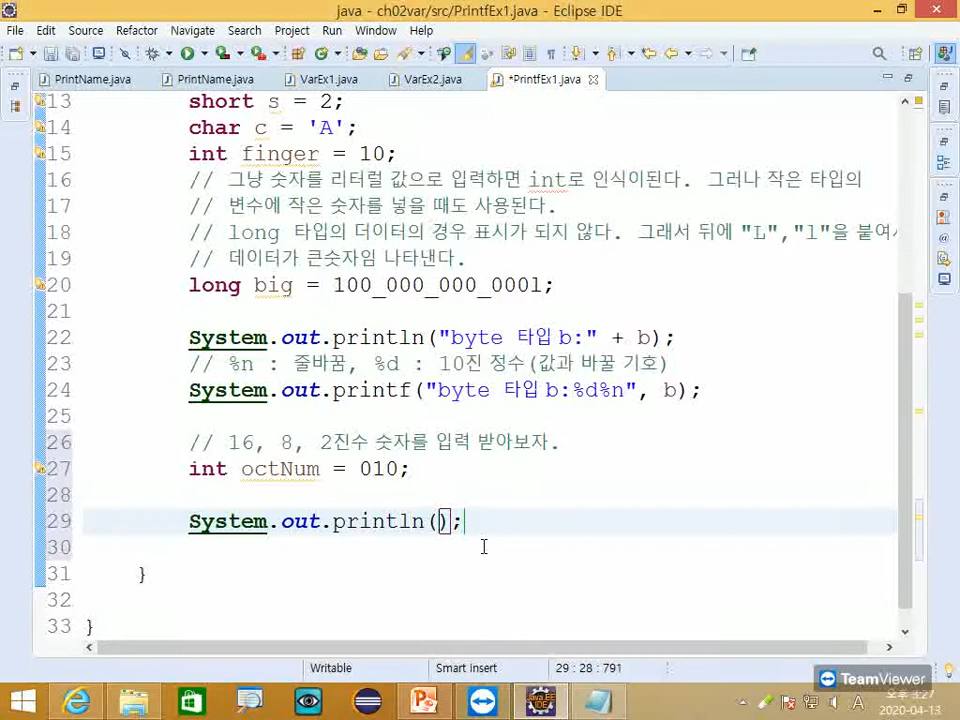 java - ch02var/src/PrintfEx1.java - Eclipse IDE
File Edit Source Refactor Navigate Search Project Run Window Help
PrintName.java PrintName.java VarEx1.java VarEx2.java *PrintfEx1.java
13 short s = 2;
14 char c = 'A';
15 int finger = 10;
16 // 그냥 숫자를 리터럴 값으로 입력하면 int로 인식이된다. 그러나 작은 타입의
17 // 변수에 작은 숫자를 넣을 때도 사용된다.
18 // long 타입의 더이터의 경우 표시가 되지 않다. 그래서 뒤에 "L","l"을 붙여서
19 // 데이터가 큰숫자임 나타낸다.
20 long big = 100_000_000_000l;
21
22 System.out.println("byte 타입 b:" + b);
23 // %n : 줄바꿈, %d : 10진 정수(값과 바꿀 기호)
24 System.out.printf("byte 타입 b:%d%n", b);
25
26 // 16, 8, 2진수 숫자를 입력 받아보자.
27 int octNum = 010;
28
29 System.out.println();
30
31 }
32
33 }
Writable Smart Insert 29 : 28 : 791
TeamViewer
A 오후 3:27
2020-04-13